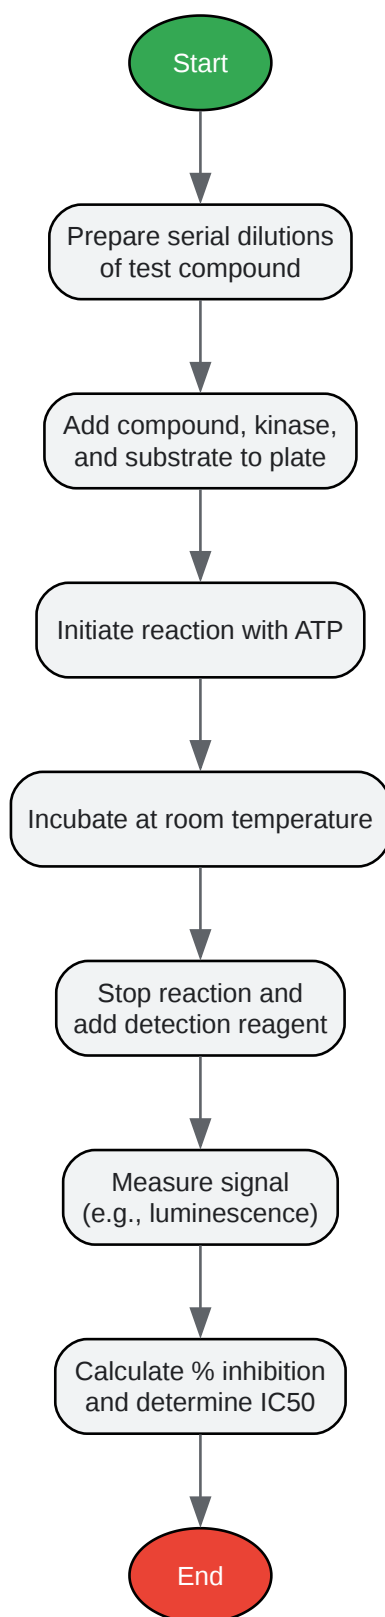 Start
Prepare serial dilutions
of test compound
Add compound, kinase,
and substrate to plate
Initiate reaction with ATP
Incubate at room temperature
Stop reaction and
add detection reagent
Measure signal
(e.g., luminescence)
Calculate % inhibition
and determine IC50
End